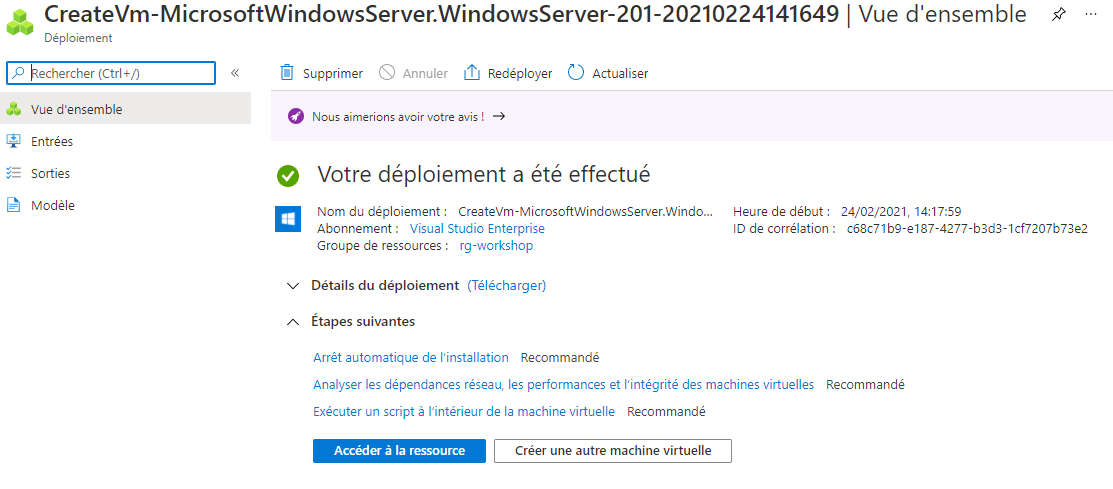 CreateVm-MicrosoftWindowsServer.WindowsServer-201-20210224141649 | Vue d'ensemble
Déploiement
Rechercher (Ctrl+/)
Supprimer Annuler Redéployer Actualiser
Vue d'ensemble
Entrées
Sorties
Modèle
Nous aimerions avoir votre avis ! →
Votre déploiement a été effectué
Nom du déploiement : CreateVm-MicrosoftWindowsServer.Windo...
Abonnement : Visual Studio Enterprise
Groupe de ressources : rg-workshop
Heure de début : 24/02/2021, 14:17:59
ID de corrélation : c68c71b9-e187-4277-b3d3-1cf7207b73e2
Détails du déploiement (Télécharger)
Étapes suivantes
Arrêt automatique de l'installation Recommandé
Analyser les dépendances réseau, les performances et l'intégrité des machines virtuelles Recommandé
Exécuter un script à l'intérieur de la machine virtuelle Recommandé
Accéder à la ressource Créer une autre machine virtuelle